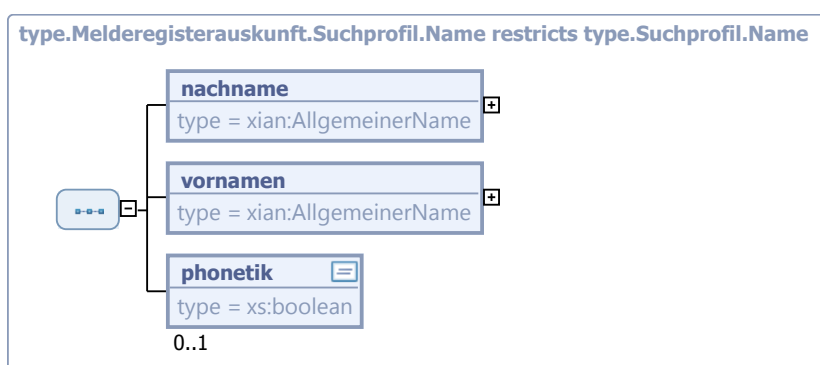 type.Melderegisterauskunft.Suchprofil.Name restricts type.Suchprofil.Name
nachname
type = xian:AllgemeinerName
vornamen
type = xian:AllgemeinerName
phonetik
type = xs:boolean
0..1